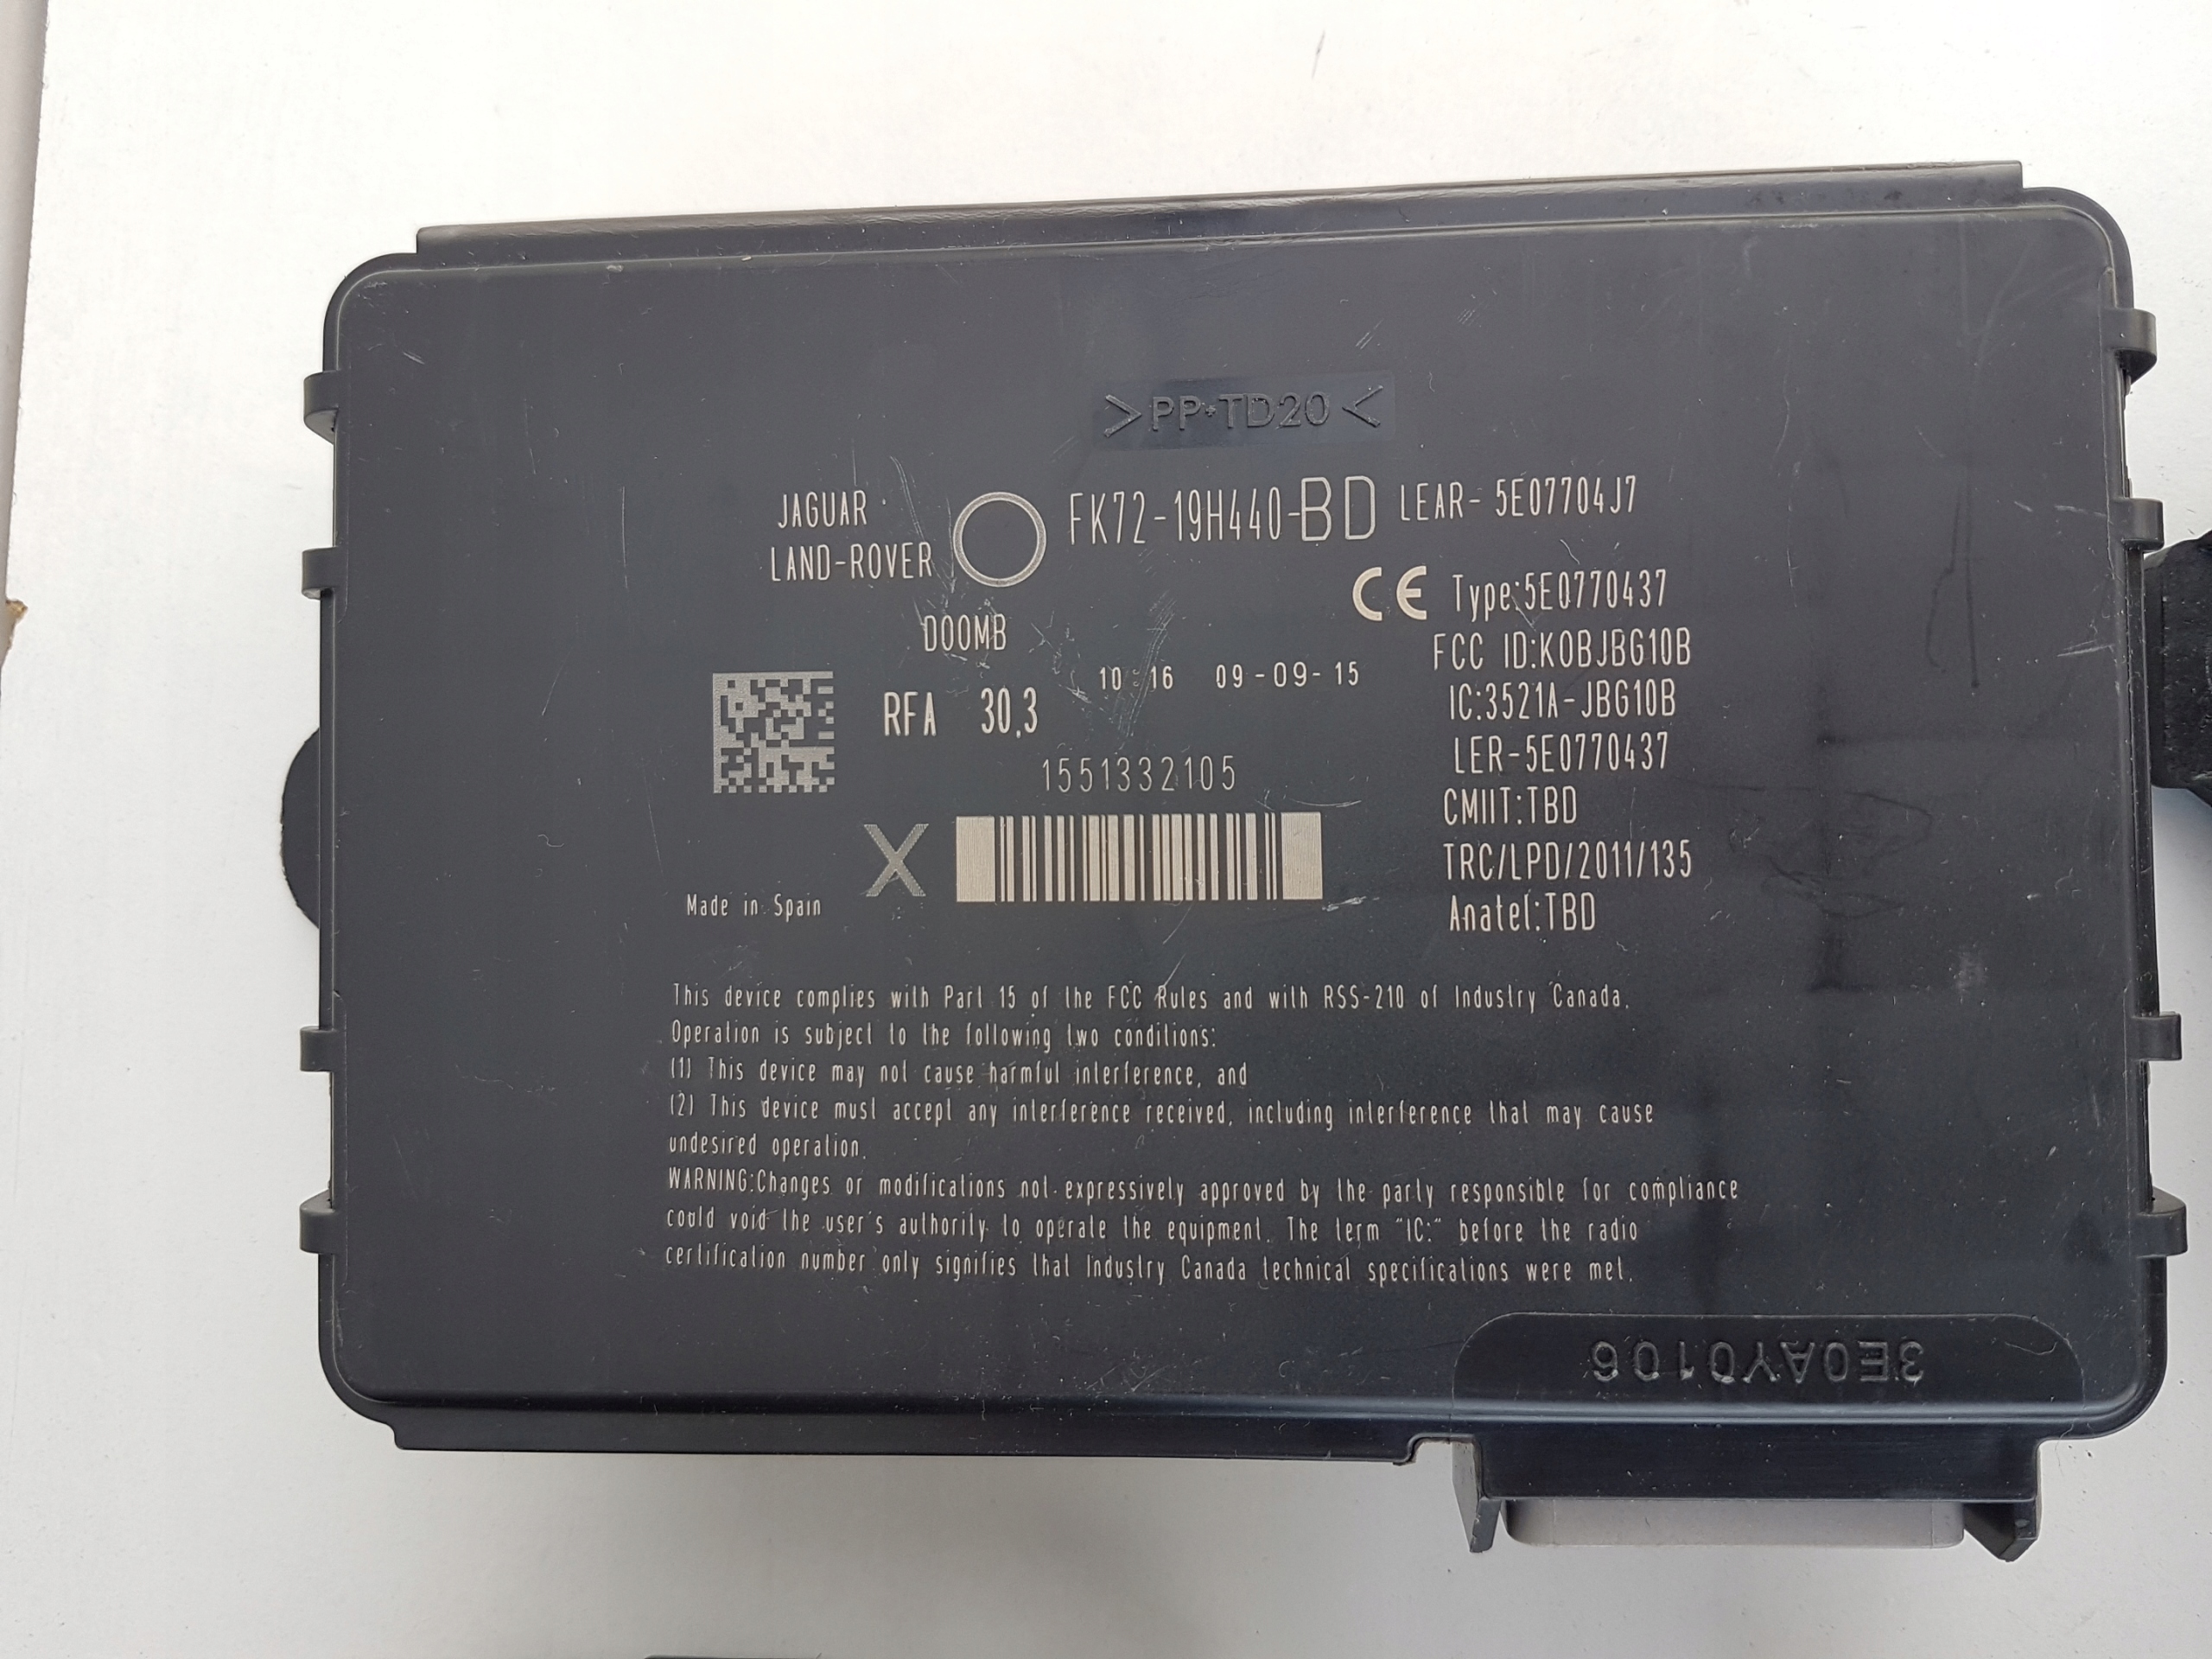 >PP-TD20<
JAGUAR
LAND-ROVER
FK72-19H440-BD LEAR- 5E07704J7
CE Type:5E0770437
D00MB
FCC ID:KOBJBG10B
10:16 09-09-15
RFA 30.3
IC:3521A-JBG10B
LER-5E0770437
1551332105
CMIIT:TBD
X
TRC/LPD/2011/135
Made in Spain
Anatel:TBD
This device complies with Part 15 of the FCC Rules and with RSS-210 of Industry Canada.
Operation is subject to the following two conditions:
(1) This device may not cause harmful interference, and
(2) This device must accept any interference received, including interference that may cause
undesired operation.
WARNING:Changes or modifications not expressively approved by the party responsible for compliance
could void the user's authority to operate the equipment. The term "IC:" before the radio
certification number only signifies that Industry Canada technical specifications were met.
3E0AY0106